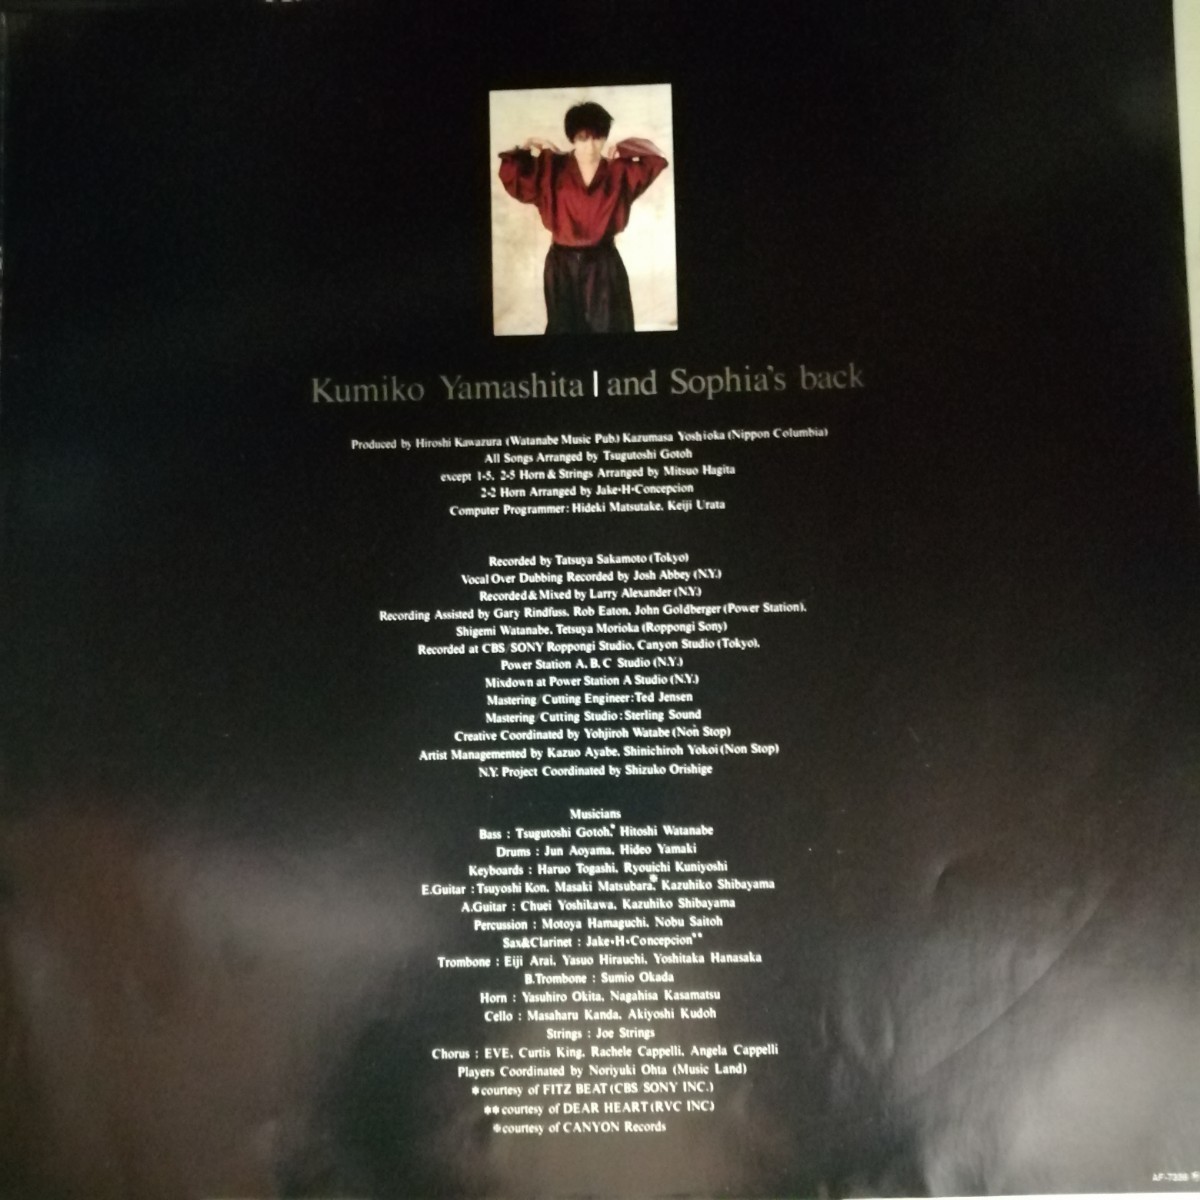 Kumiko Yamashita | and Sophia's back
Produced by Hiroshi Kawazura (Watanabe Music Pub.) Kazumasa Yoshioka (Nippon Columbia)
All Songs Arranged by Tsugutoshi Gotoh
except 1-5, 2-5 Horn & Strings Arranged by Mitsuo Hagita
2-2 Horn Arranged by Jake•H•Concepcion
Computer Programmer: Hideki Matsutake, Keiji Urata
Recorded by Tatsuya Sakamoto (Tokyo)
Vocal Over Dubbing Recorded by Josh Abbey (N.Y.)
Recorded & Mixed by Larry Alexander (N.Y.)
Recording Assisted by Gary Rindfuss, Rob Eaton, John Goldberger (Power Station),
Shigemi Watanabe, Tetsuya Morioka (Roppongi Sony)
Recorded at CBS/SONY Roppongi Studio, Canyon Studio (Tokyo),
Power Station A, B, C Studio (N.Y.)
Mixdown at Power Station A Studio (N.Y.)
Mastering/Cutting Engineer: Ted Jensen
Mastering/Cutting Studio: Sterling Sound
Creative Coordinated by Yohjiroh Watabe (Non Stop)
Artist Managemented by Kazuo Ayabe, Shinichiroh Yokoi (Non Stop)
N.Y. Project Coordinated by Shizuko Orishige
Musicians
Bass : Tsugutoshi Gotoh,* Hitoshi Watanabe
Drums : Jun Aoyama, Hideo Yamaki
Keyboards : Haruo Togashi, Ryouichi Kuniyoshi
E.Guitar : Tsuyoshi Kon, Masaki Matsubara,※ Kazuhiko Shibayama
A.Guitar : Chuei Yoshikawa, Kazuhiko Shibayama
Percussion : Motoya Hamaguchi, Nobu Saitoh
Sax&Clarinet : Jake•H•Concepcion**
Trombone : Eiji Arai, Yasuo Hirauchi, Yoshitaka Hanasaka
B.Trombone : Sumio Okada
Horn : Yasuhiro Okita, Nagahisa Kasamatsu
Cello : Masaharu Kanda, Akiyoshi Kudoh
Strings : Joe Strings
Chorus : EVE, Curtis King, Rachele Cappelli, Angela Cappelli
Players Coordinated by Noriyuki Ohta (Music Land)
*courtesy of FITZ BEAT (CBS SONY INC.)
**courtesy of DEAR HEART (RVC INC)
※courtesy of CANYON Records